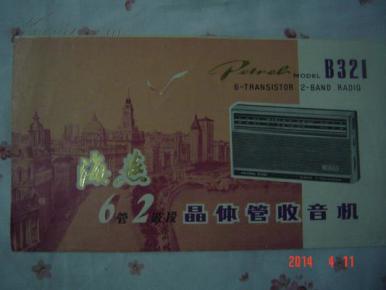 Petrel MODEL B321
6-TRANSISTOR 2-BAND RADIO
海燕
6管2波段 晶体管收音机
2014 4 11